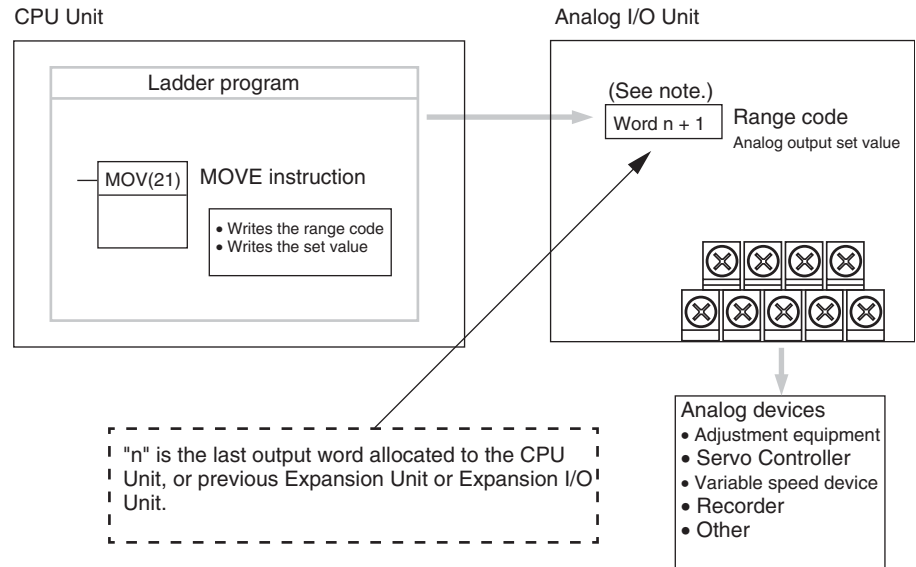 CPU Unit
Analog I/O Unit
Ladder program
(See note.)
Word n + 1
Range code
Analog output set value
MOV(21)
MOVE instruction
• Writes the range code
• Writes the set value
"n" is the last output word allocated to the CPU
Unit, or previous Expansion Unit or Expansion I/O
Unit.
Analog devices
• Adjustment equipment
• Servo Controller
• Variable speed device
• Recorder
• Other